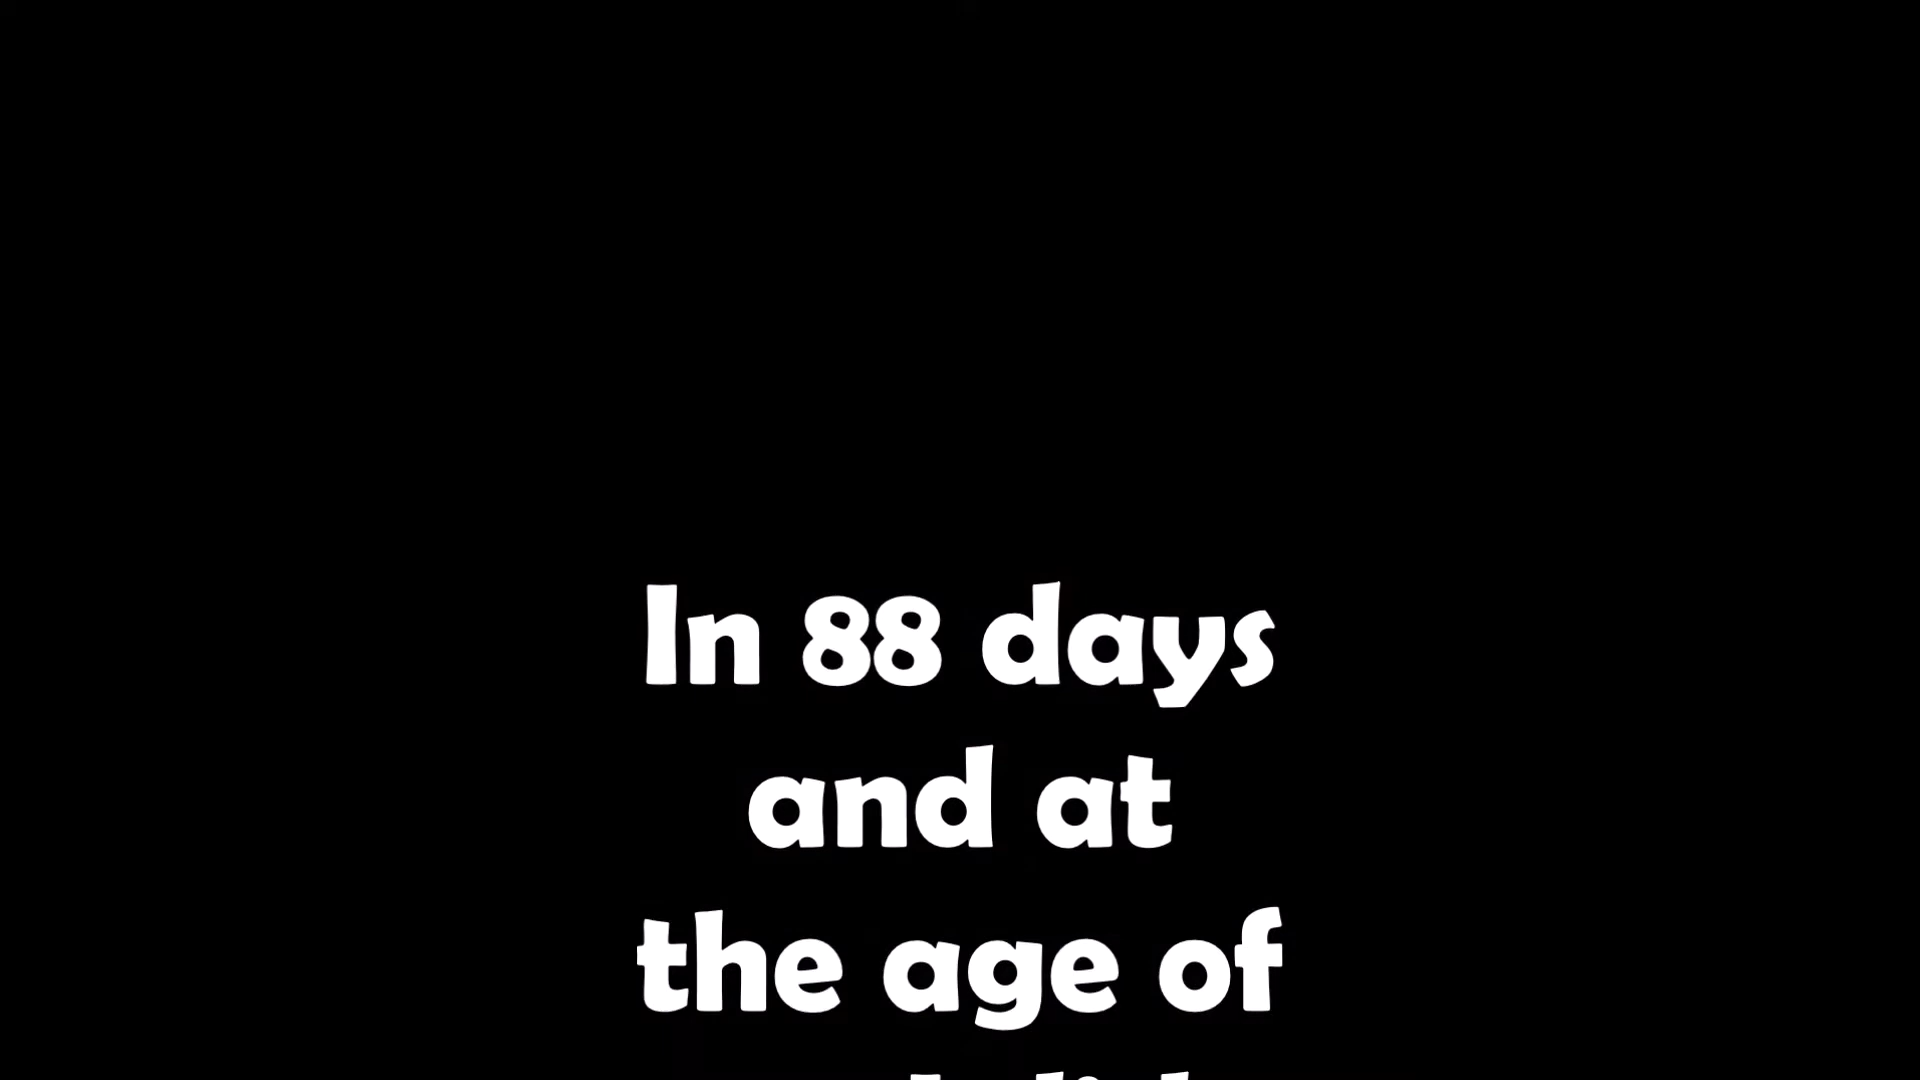 In 88 days
and at
the age of